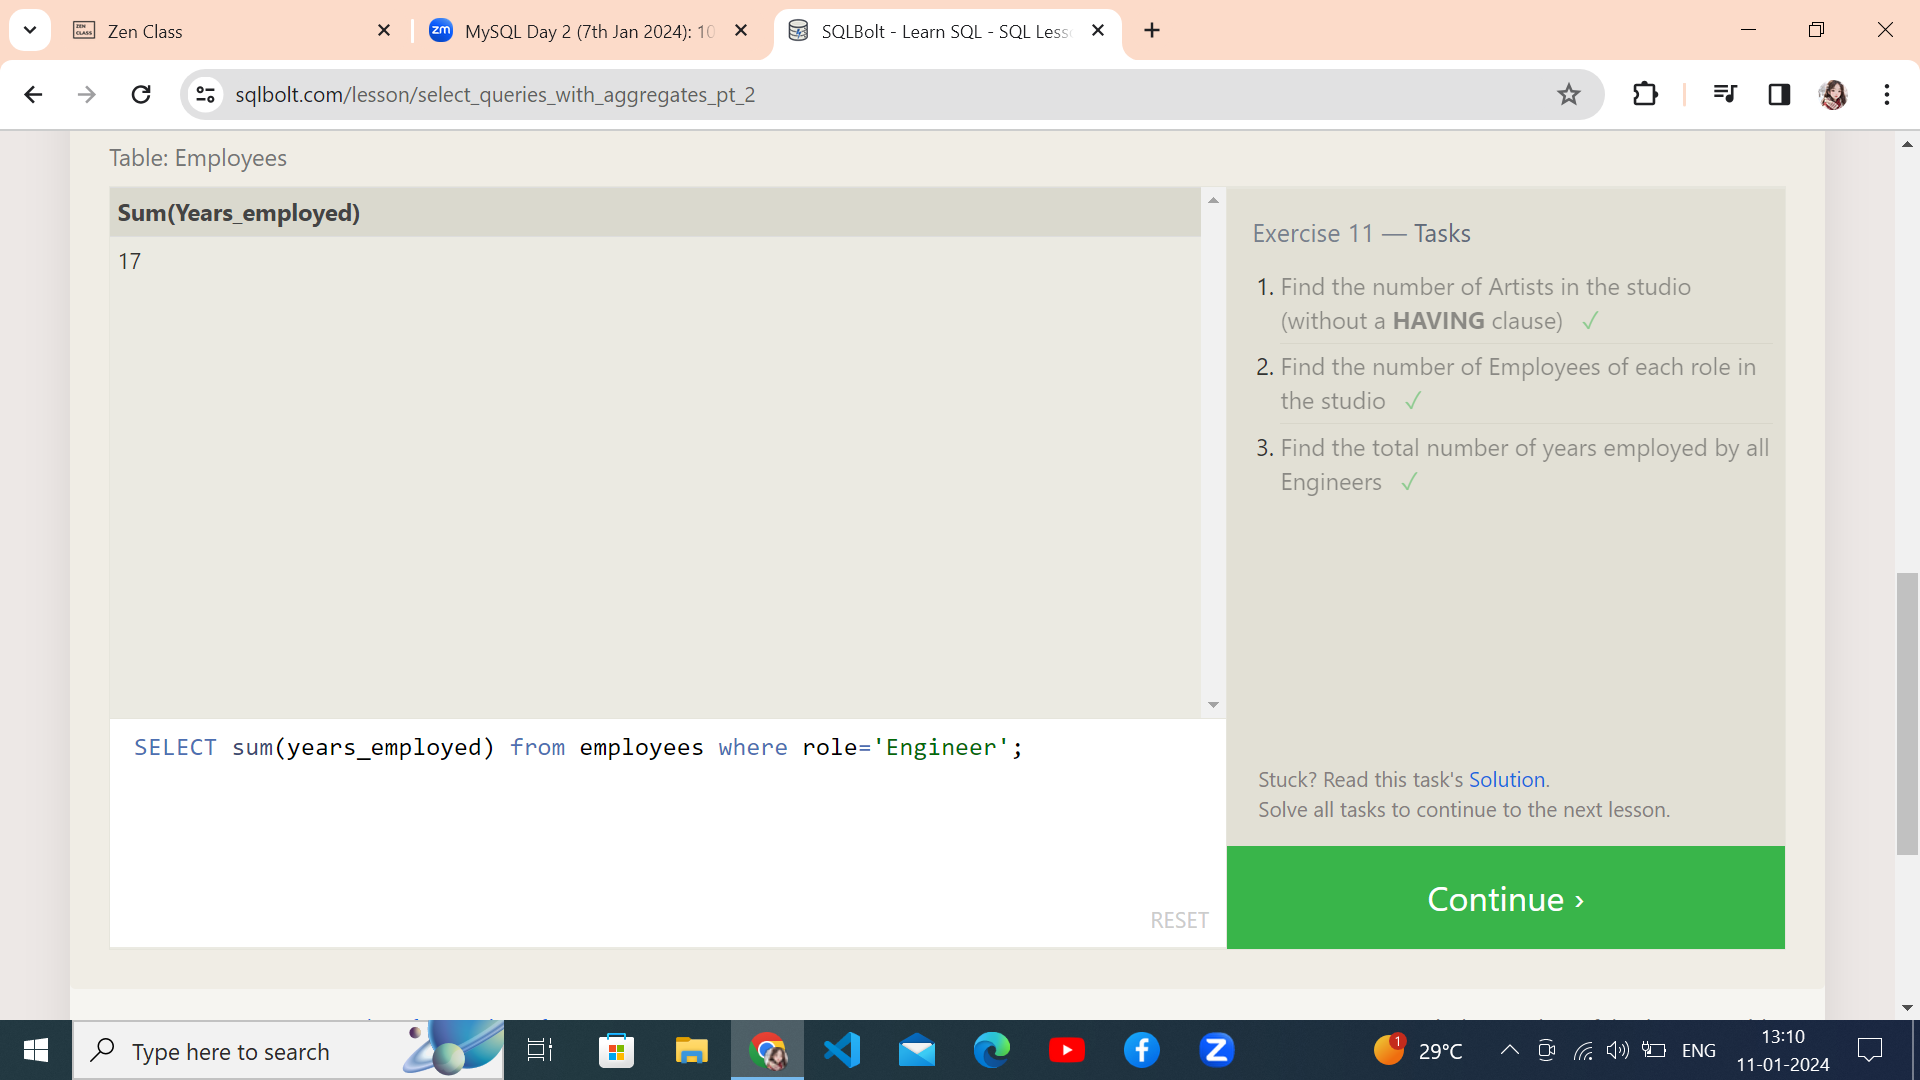 Zen Class
MySQL Day 2 (7th Jan 2024): 10
SQLBolt - Learn SQL - SQL Less
sqlbolt.com/lesson/select_queries_with_aggregates_pt_2
Table: Employees
Sum(Years_employed)
17
Exercise 11 — Tasks
1. Find the number of Artists in the studio
(without a HAVING clause) ✓
2. Find the number of Employees of each role in
the studio ✓
3. Find the total number of years employed by all
Engineers ✓
SELECT sum(years_employed) from employees where role='Engineer';
RESET
Stuck? Read this task's Solution.
Solve all tasks to continue to the next lesson.
Continue ›
Type here to search
1
29°C
ENG
13:10
11-01-2024